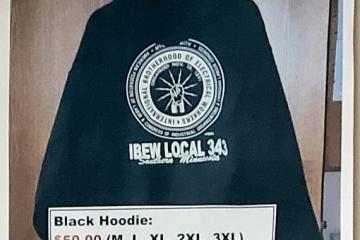 INTERNATIONAL BROTHERHOOD OF ELECTRICAL WORKERS
IBEW LOCAL 343
Southern Minnesota
Black Hoodie:
$50.00 (M, L, XL, 2XL, 3XL)